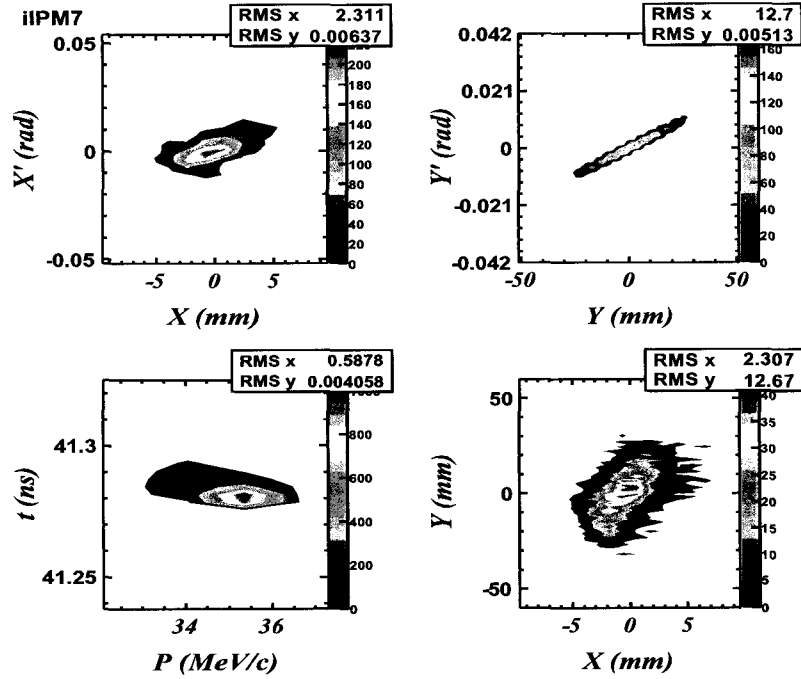 i1PM7
RMS x 2.311
RMS y 0.00637
0.05
0
-0.05
X' (rad)
-5 0 5
X (mm)
200
180
160
140
120
100
80
60
40
20
0
RMS x 12.7
RMS y 0.00513
0.042
0.021
0
-0.021
-0.042
Y' (rad)
-50 0 50
Y (mm)
160
140
120
100
80
60
40
20
0
RMS x 0.5878
RMS y 0.004058
41.3
41.25
t (ns)
34 36
P (MeV/c)
800
600
400
200
0
RMS x 2.307
RMS y 12.67
50
0
-50
Y (mm)
-5 0 5
X (mm)
40
35
30
25
20
15
10
5
0